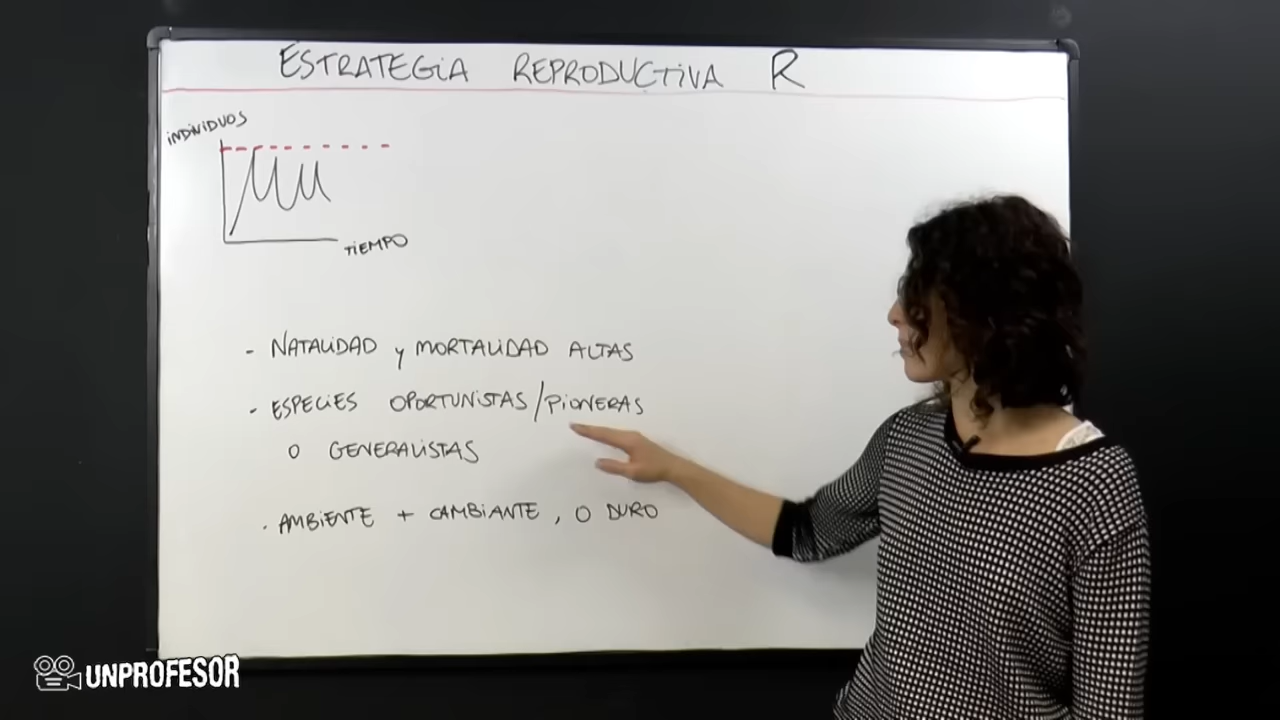 ESTRATEGIA REPRODUCTIVA R
INDIVIDUOS
TIEMPO
- NATALIDAD y MORTALIDAD ALTAS
- ESPECIES OPORTUNISTAS/PIONERAS
O GENERALISTAS
. AMBIENTE + CAMBIANTE, O DURO
UNPROFESOR